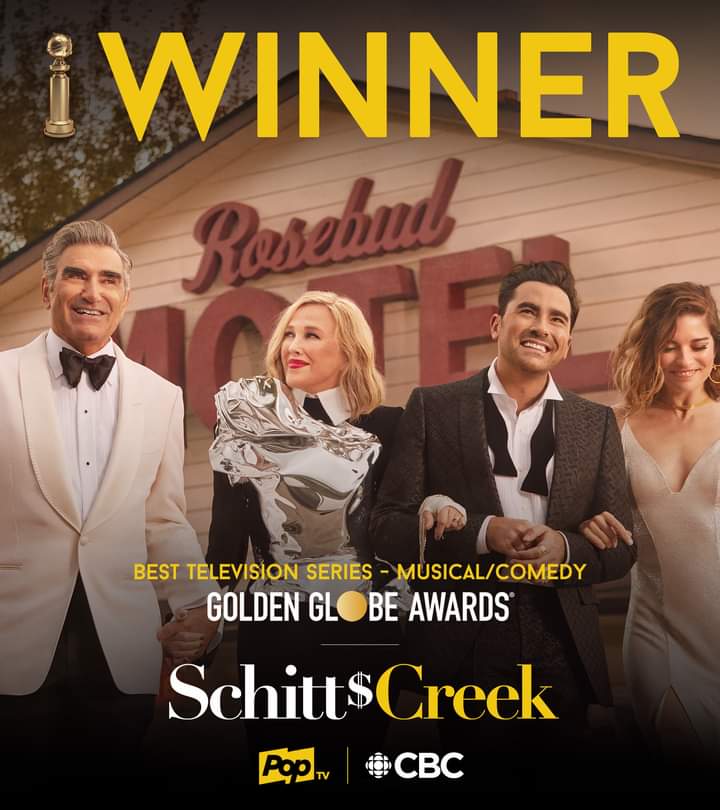 WINNER
Rosebud
MOTEL
BEST TELEVISION SERIES - MUSICAL/COMEDY
GOLDEN GLOBE AWARDS®
Schitt$Creek
Pop TV | CBC